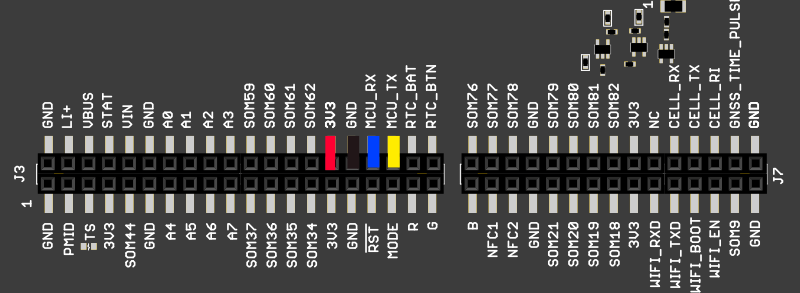 1
GND LI+ VBUS STAT VIN GND A0 A1 A2 A3 SOM59 SOM60 SOM61 SOM62 3V3 GND MCU_RX MCU_TX RTC_BAT RTC_BTN
SOM76 SOM77 SOM78 GND SOM79 SOM80 SOM81 SOM82 3V3 NC CELL_RX CELL_TX CELL_RI GNSS_TIME_PULSE GND
J3
J7
1
GND PMID TS 3V3 SOM44 GND A4 A5 A6 A7 SOM37 SOM36 SOM35 SOM34 3V3 GND RST MODE R G
B NFC1 NFC2 GND SOM21 SOM20 SOM19 SOM18 3V3 WIFI_RXD WIFI_TXD WIFI_BOOT WIFI_EN SOM9 GND